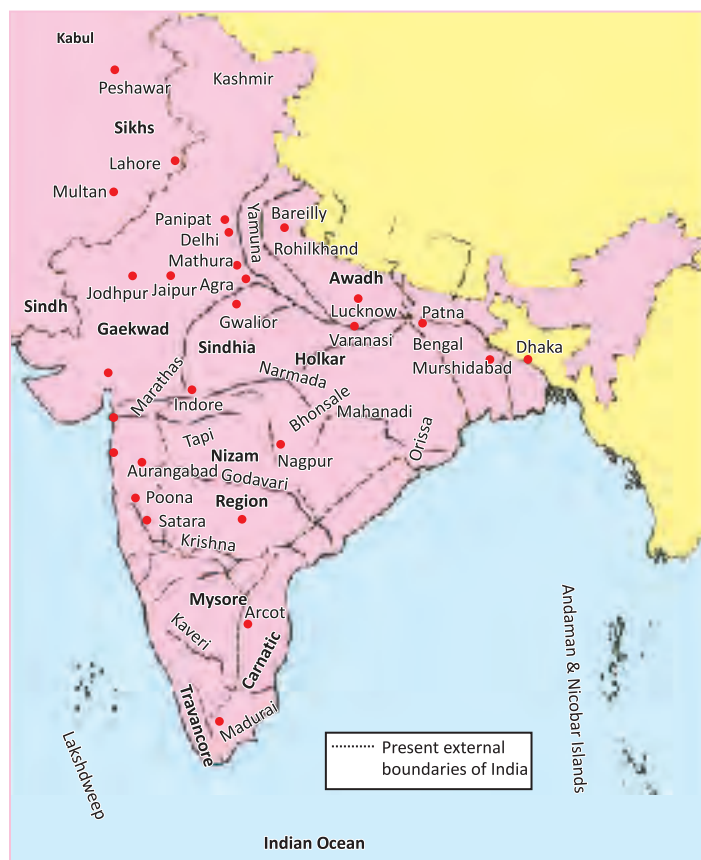 Kabul
Peshawar
Kashmir
Sikhs
Lahore
Multan
Panipat
Bareilly
Yamuna
Delhi
Rohilkhand
Mathura
Awadh
Jodhpur
Jaipur
Agra
Sindh
Lucknow
Patna
Gwalior
Gaekwad
Varanasi
Bengal
Dhaka
Sindhia
Holkar
Murshidabad
Narmada
Marathas
Indore
Bhonsale
Mahanadi
Tapi
Orissa
Nizam
Nagpur
Aurangabad
Godavari
Poona
Region
Satara
Krishna
Mysore
Arcot
Kaveri
Carnatic
Andaman & Nicobar Islands
Travancore
Madurai
Lakshdweep
Present external
boundaries of India
Indian Ocean